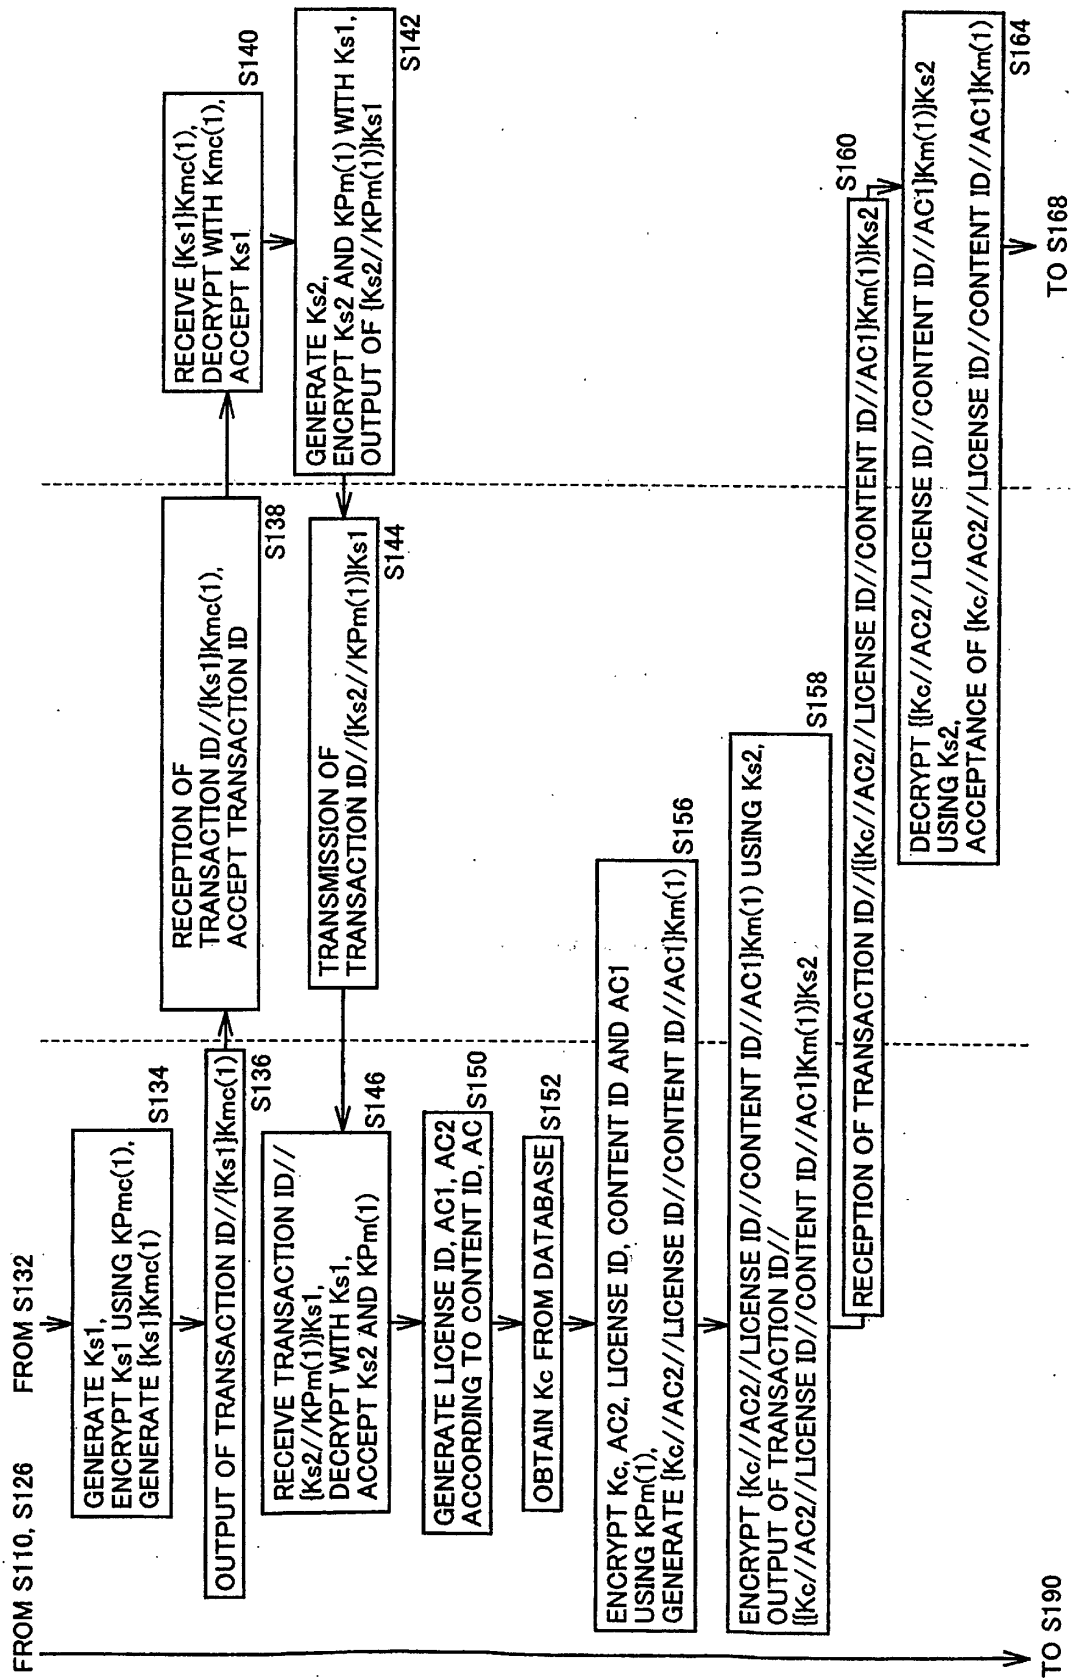 FROM S110, S126
FROM S132
GENERATE Ks1,
ENCRYPT Ks1 USING KPmc(1),
GENERATE {Ks1}Kmc(1)
S134
OUTPUT OF TRANSACTION ID//{Ks1}Kmc(1)
S136
RECEPTION OF
TRANSACTION ID//{Ks1}Kmc(1),
ACCEPT TRANSACTION ID
S138
RECEIVE {Ks1}Kmc(1),
DECRYPT WITH Kmc(1),
ACCEPT Ks1
S140
GENERATE Ks2,
ENCRYPT Ks2 AND KPm(1) WITH Ks1,
OUTPUT OF {Ks2//KPm(1)}Ks1
S142
TRANSMISSION OF
TRANSACTION ID//{Ks2//KPm(1)}Ks1
S144
RECEIVE TRANSACTION ID//
{Ks2//KPm(1)}Ks1,
DECRYPT WITH Ks1,
ACCEPT Ks2 AND KPm(1)
S146
GENERATE LICENSE ID, AC1, AC2
ACCORDING TO CONTENT ID, AC
S150
OBTAIN Kc FROM DATABASE
S152
ENCRYPT Kc, AC2, LICENSE ID, CONTENT ID AND AC1
USING KPm(1),
GENERATE {Kc//AC2//LICENSE ID//CONTENT ID//AC1}Km(1)
S156
ENCRYPT {Kc//AC2//LICENSE ID//CONTENT ID//AC1}Km(1) USING Ks2,
OUTPUT OF TRANSACTION ID//
{{Kc//AC2//LICENSE ID//CONTENT ID//AC1}Km(1)}Ks2
S158
RECEPTION OF TRANSACTION ID//{{Kc//AC2//LICENSE ID//CONTENT ID//AC1}Km(1)}Ks2
S160
DECRYPT {{Kc//AC2//LICENSE ID//CONTENT ID//AC1}Km(1)}Ks2
USING Ks2,
ACCEPTANCE OF {Kc//AC2//LICENSE ID//CONTENT ID//AC1}Km(1)
S164
TO S190
TO S168